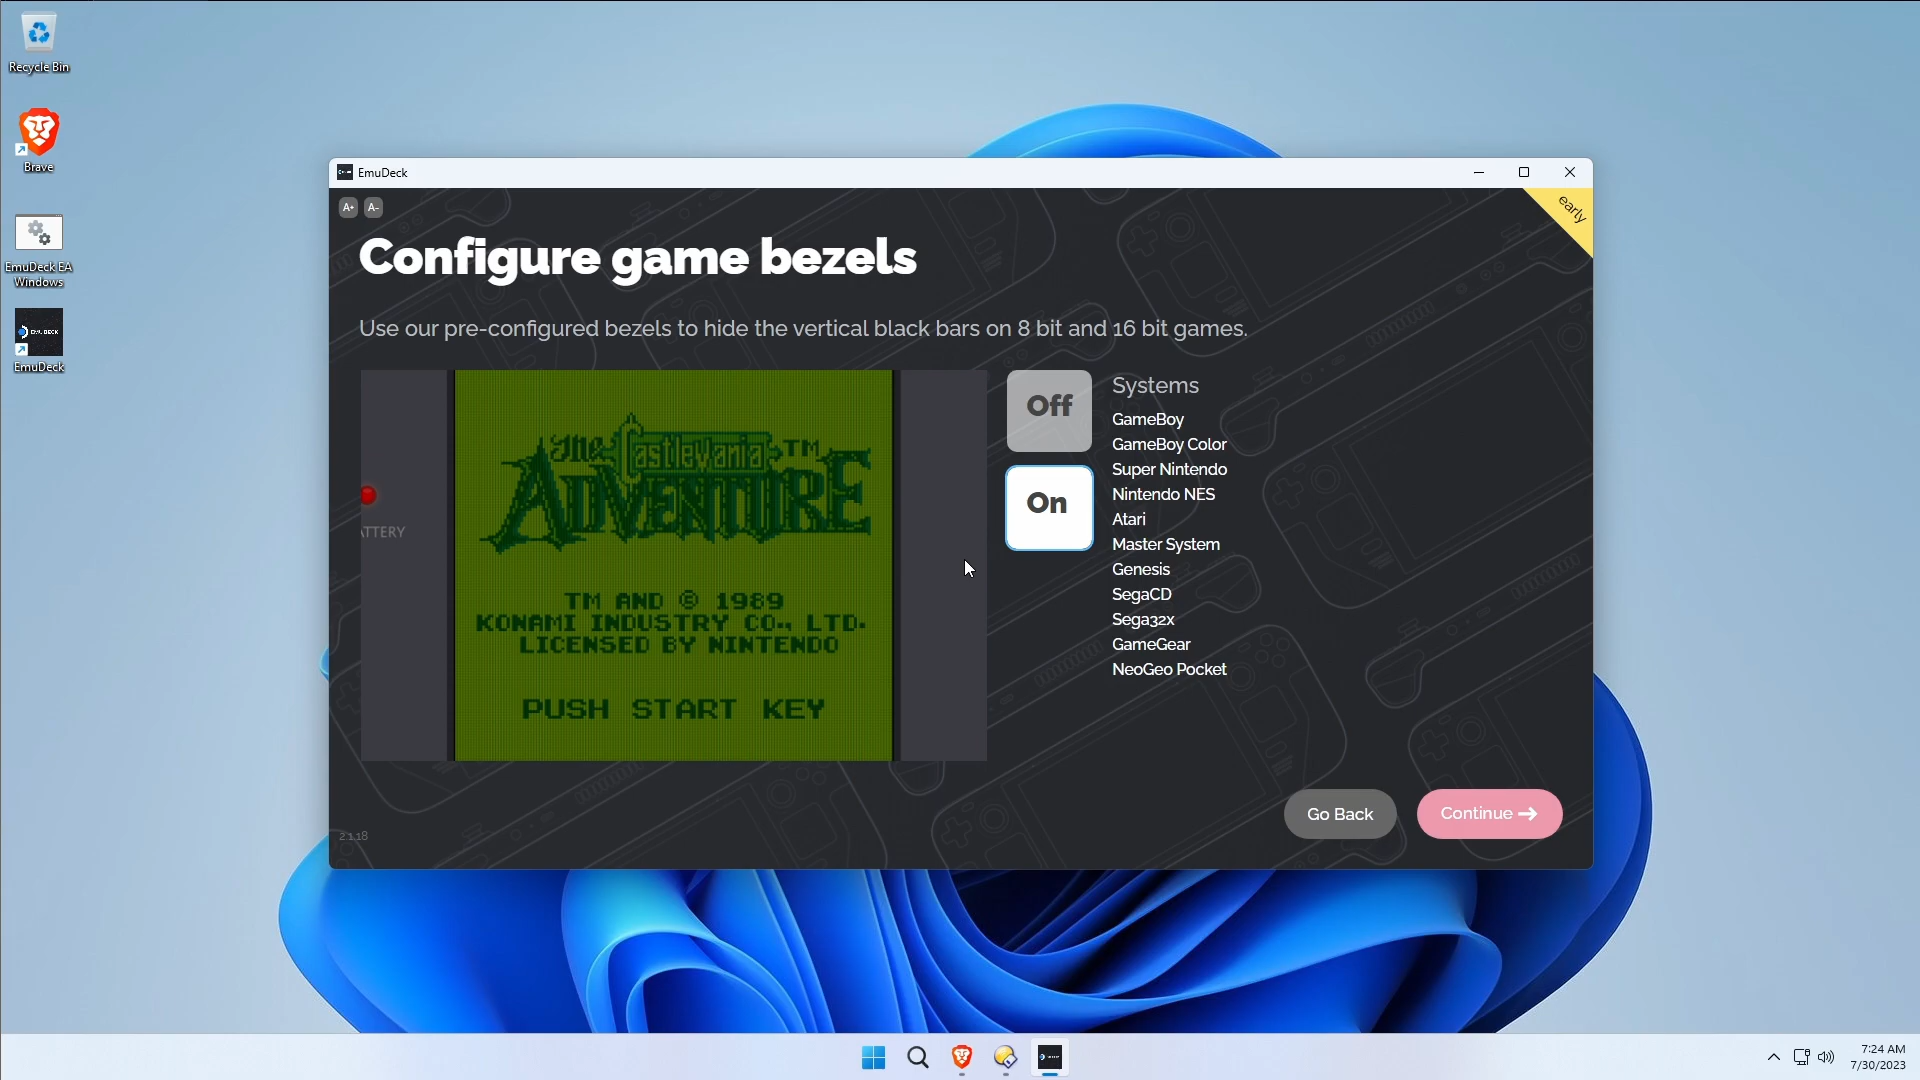 Recycle Bin
Brave
EmuDeck EA
Windows
EMU DECK
EmuDeck
EmuDeck
A+ A-
early
Configure game bezels
Use our pre-configured bezels to hide the vertical black bars on 8 bit and 16 bit games.
ATTERY
The Castlevania TM
ADVENTURE
TM AND © 1989
KONAMI INDUSTRY CO., LTD.
LICENSED BY NINTENDO
PUSH START KEY
Off
On
Systems
GameBoy
GameBoy Color
Super Nintendo
Nintendo NES
Atari
Master System
Genesis
SegaCD
Sega32x
GameGear
NeoGeo Pocket
Go Back
Continue →
2.1.18
7:24 AM
7/30/2023